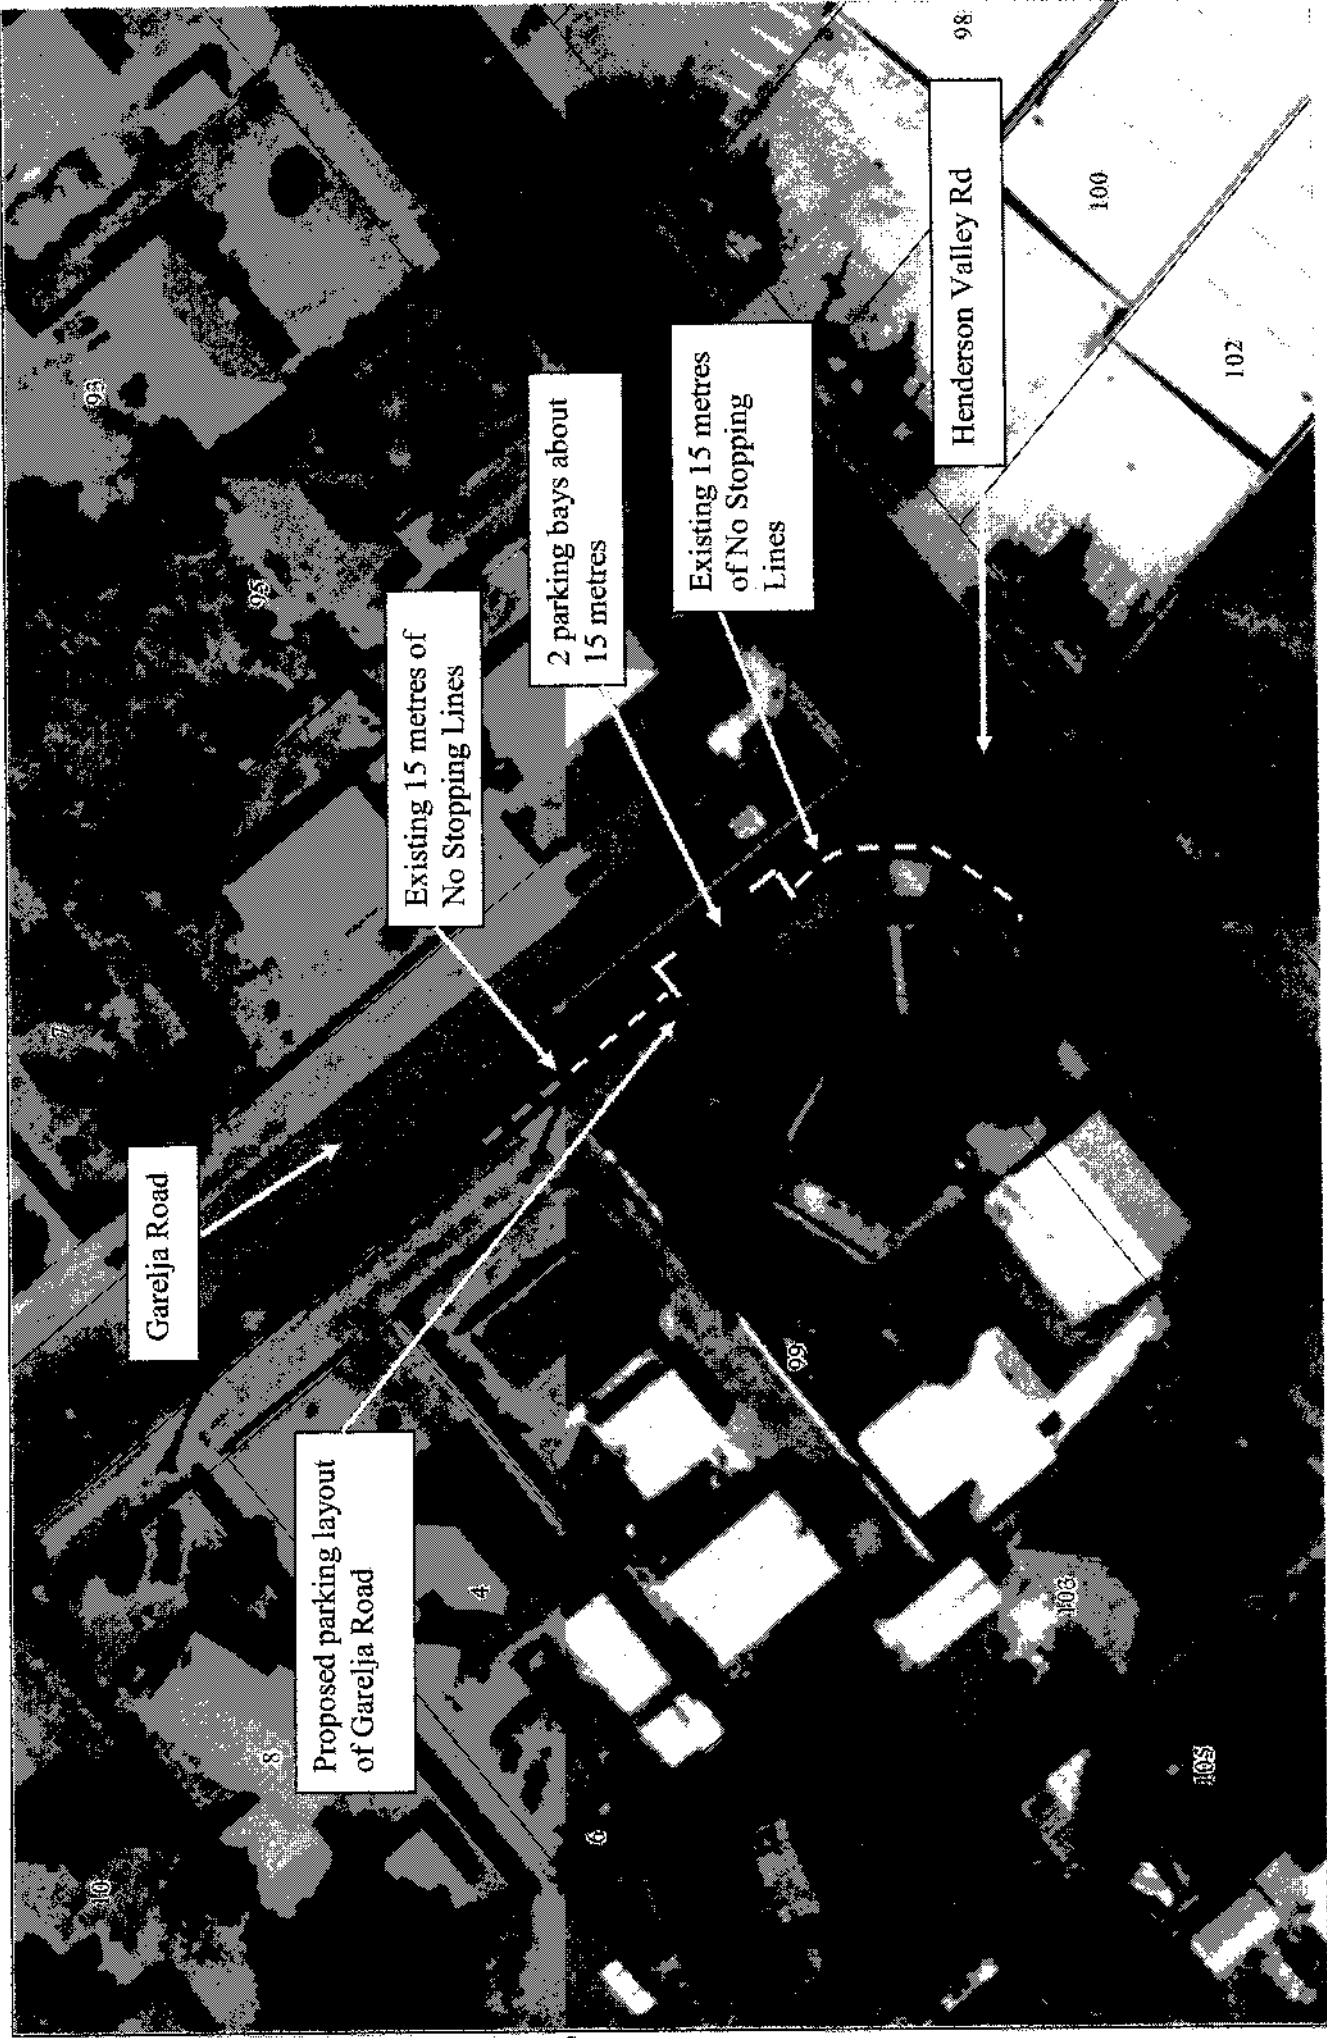 Garelja Road
Proposed parking layout
of Garelja Road
Existing 15 metres of
No Stopping Lines
2 parking bays about
15 metres
Existing 15 metres
of No Stopping
Lines
Henderson Valley Rd
10
8
4
6
7
93
95
99
103
105
98
100
102